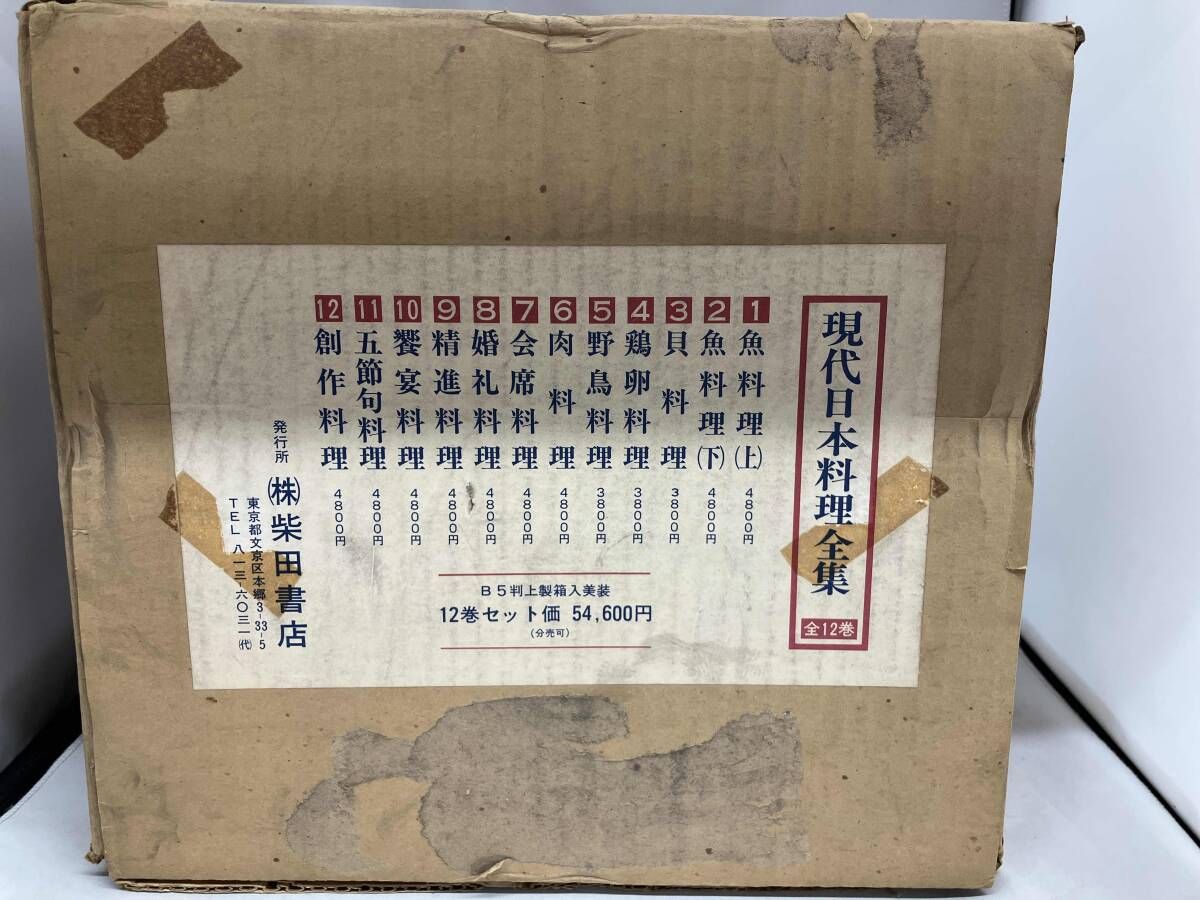 現代日本料理全集
全12巻
1 魚料理(上) 4800円
2 魚料理(下) 4800円
3 貝料理 3800円
4 鶏卵料理 3800円
5 野鳥料理 3800円
6 肉料理 4800円
7 会席料理 4800円
8 婚礼料理 4800円
9 精進料理 4800円
10 饗宴料理 4800円
11 五節句料理 4800円
12 創作料理 4800円
B5判上製箱入美装
12巻セット価 54,600円
(分売可)
発行所 ㈱柴田書店
東京都文京区本郷3-33-5
TEL 八一三-六〇三一(代)